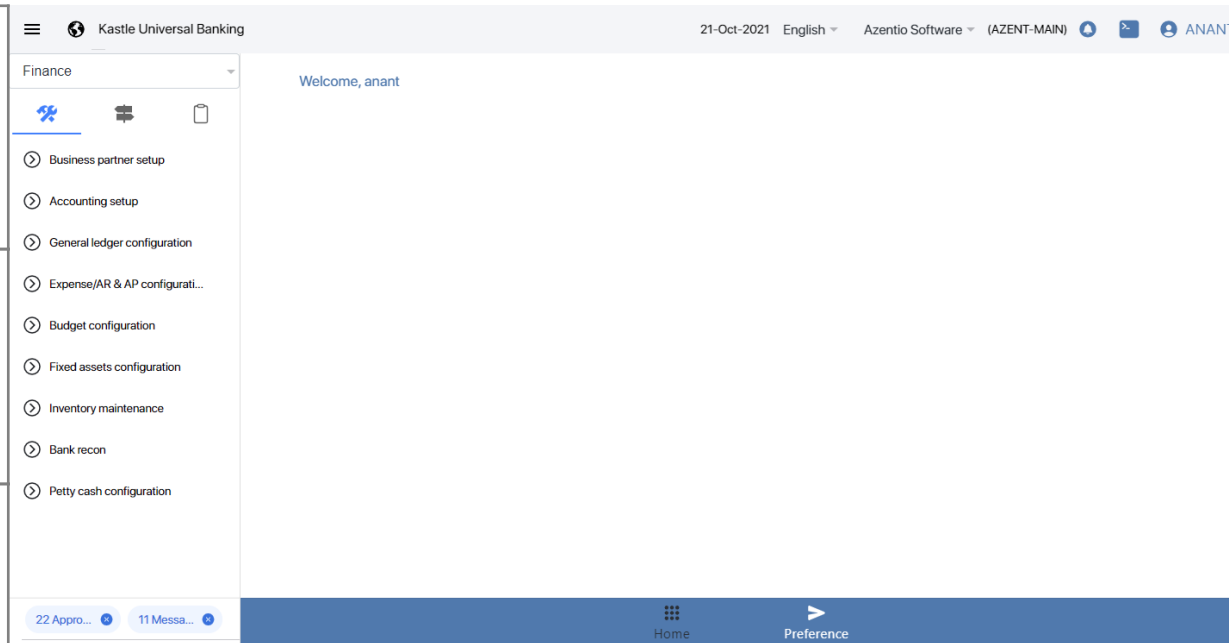 Kastle Universal Banking
21-Oct-2021 English Azentio Software (AZENT-MAIN) ANANT
Finance
Welcome, anant
Business partner setup
Accounting setup
General ledger configuration
Expense/AR & AP configurati...
Budget configuration
Fixed assets configuration
Inventory maintenance
Bank recon
Petty cash configuration
22 Appro... 11 Messa...
Home Preference